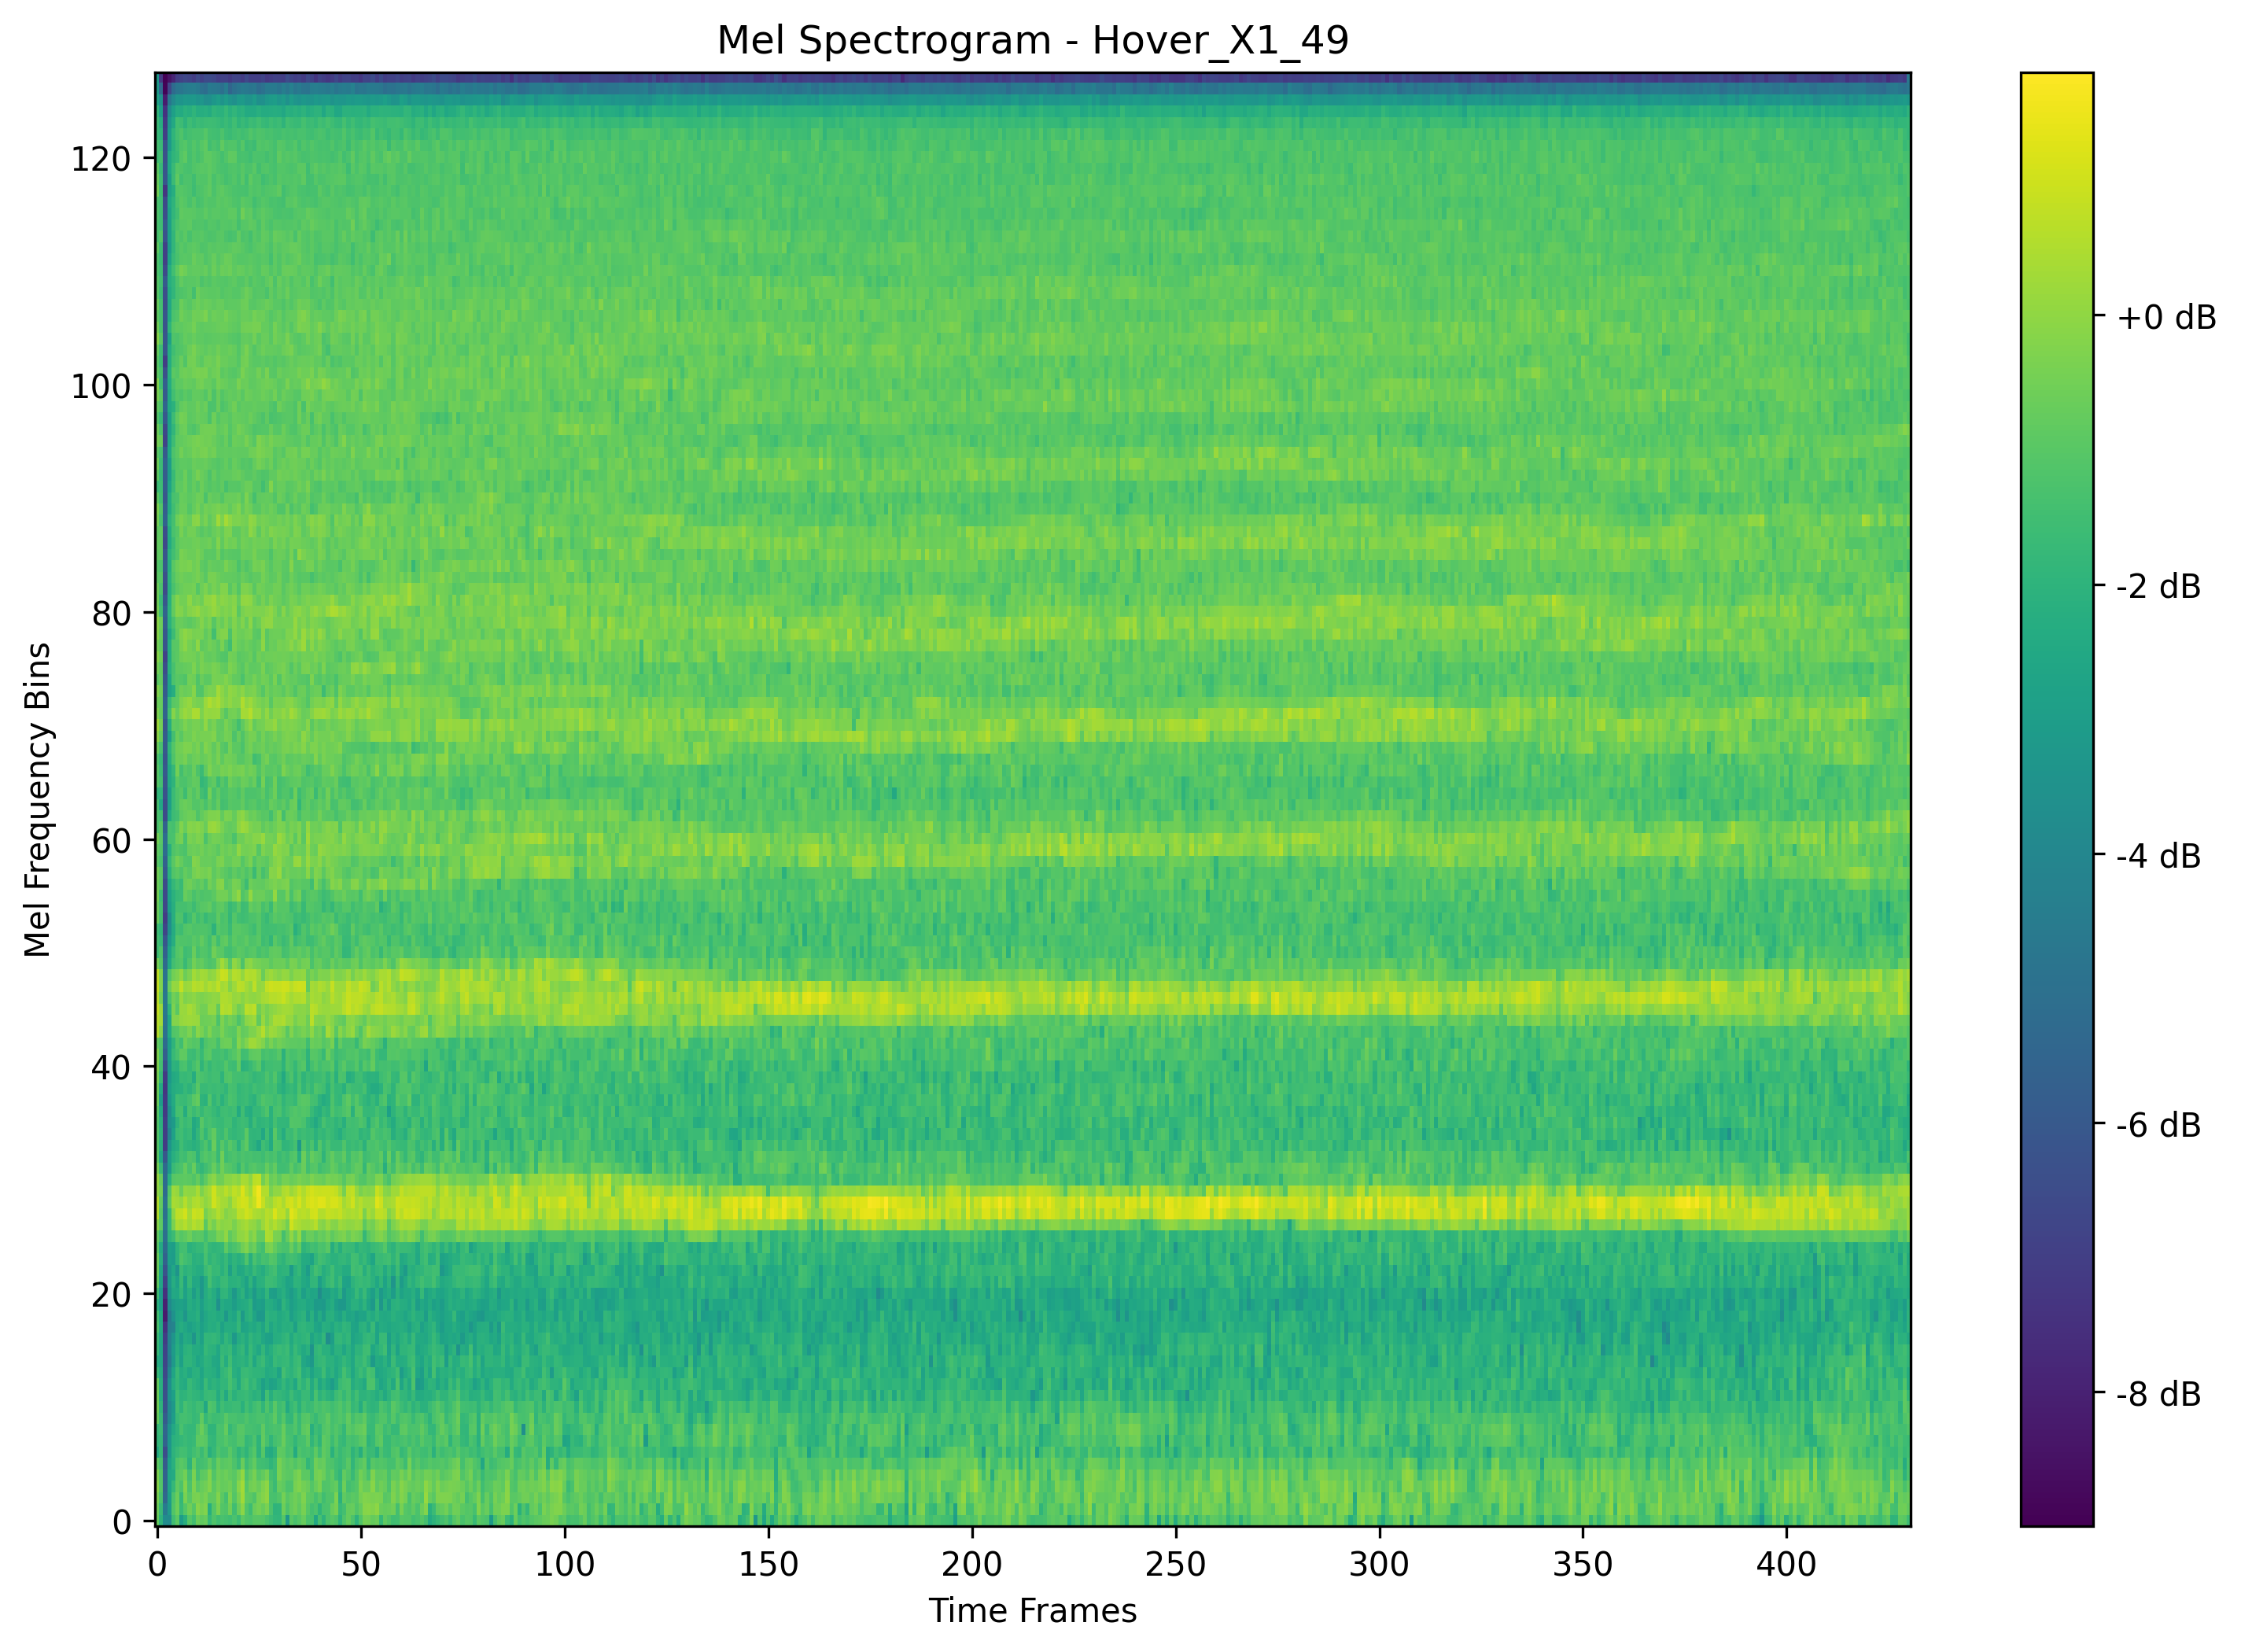 Mel Spectrogram - Hover_X1_49
120
100
80
60
40
20
0
Mel Frequency Bins
0 50 100 150 200 250 300 350 400
Time Frames
+0 dB
-2 dB
-4 dB
-6 dB
-8 dB